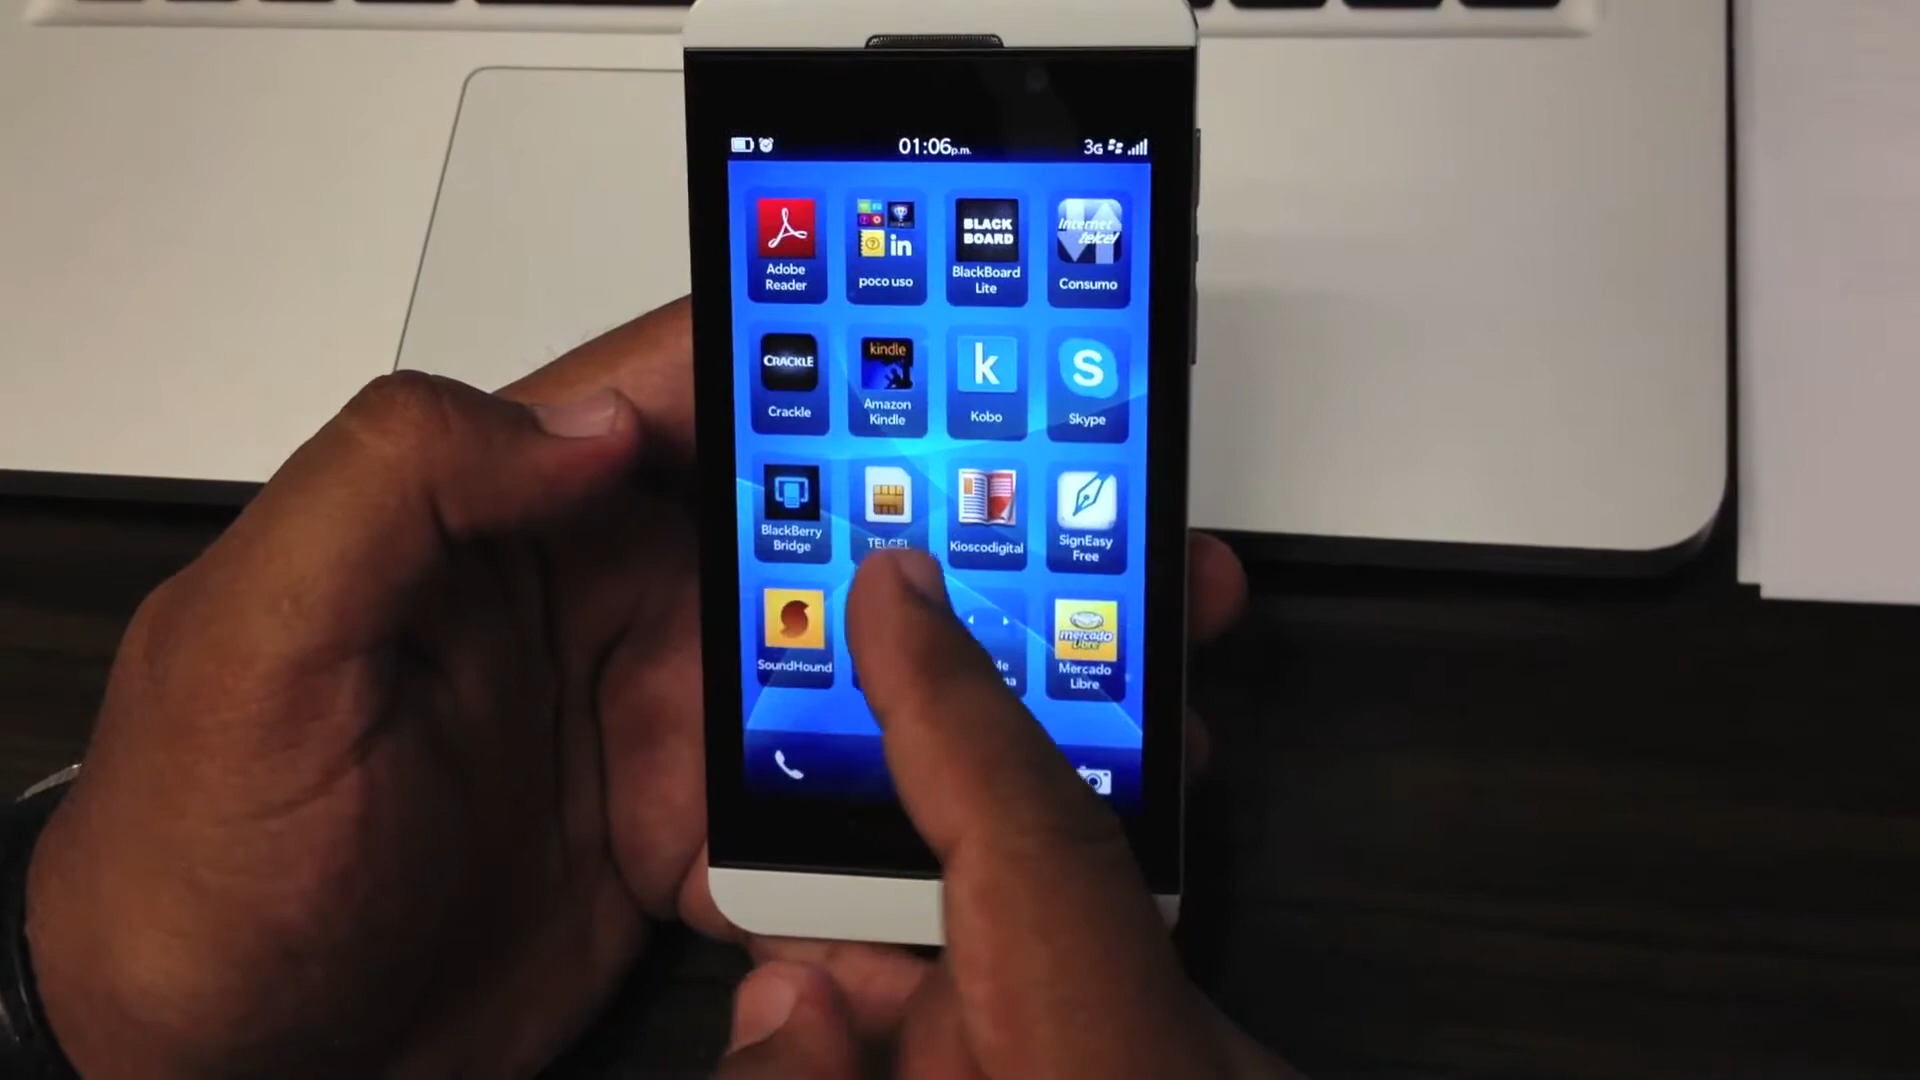 01:06p.m.
3G
Adobe
Reader
in
poco uso
BLACK
BOARD
BlackBoard
Lite
Internet
telcel
Consumo
CRACKLE
Crackle
kindle
Amazon
Kindle
k
Kobo
S
Skype
BlackBerry
Bridge
TELCEL
Kioscodigital
SignEasy
Free
SoundHound
Me
mercado
Libre
Mercado
Libre